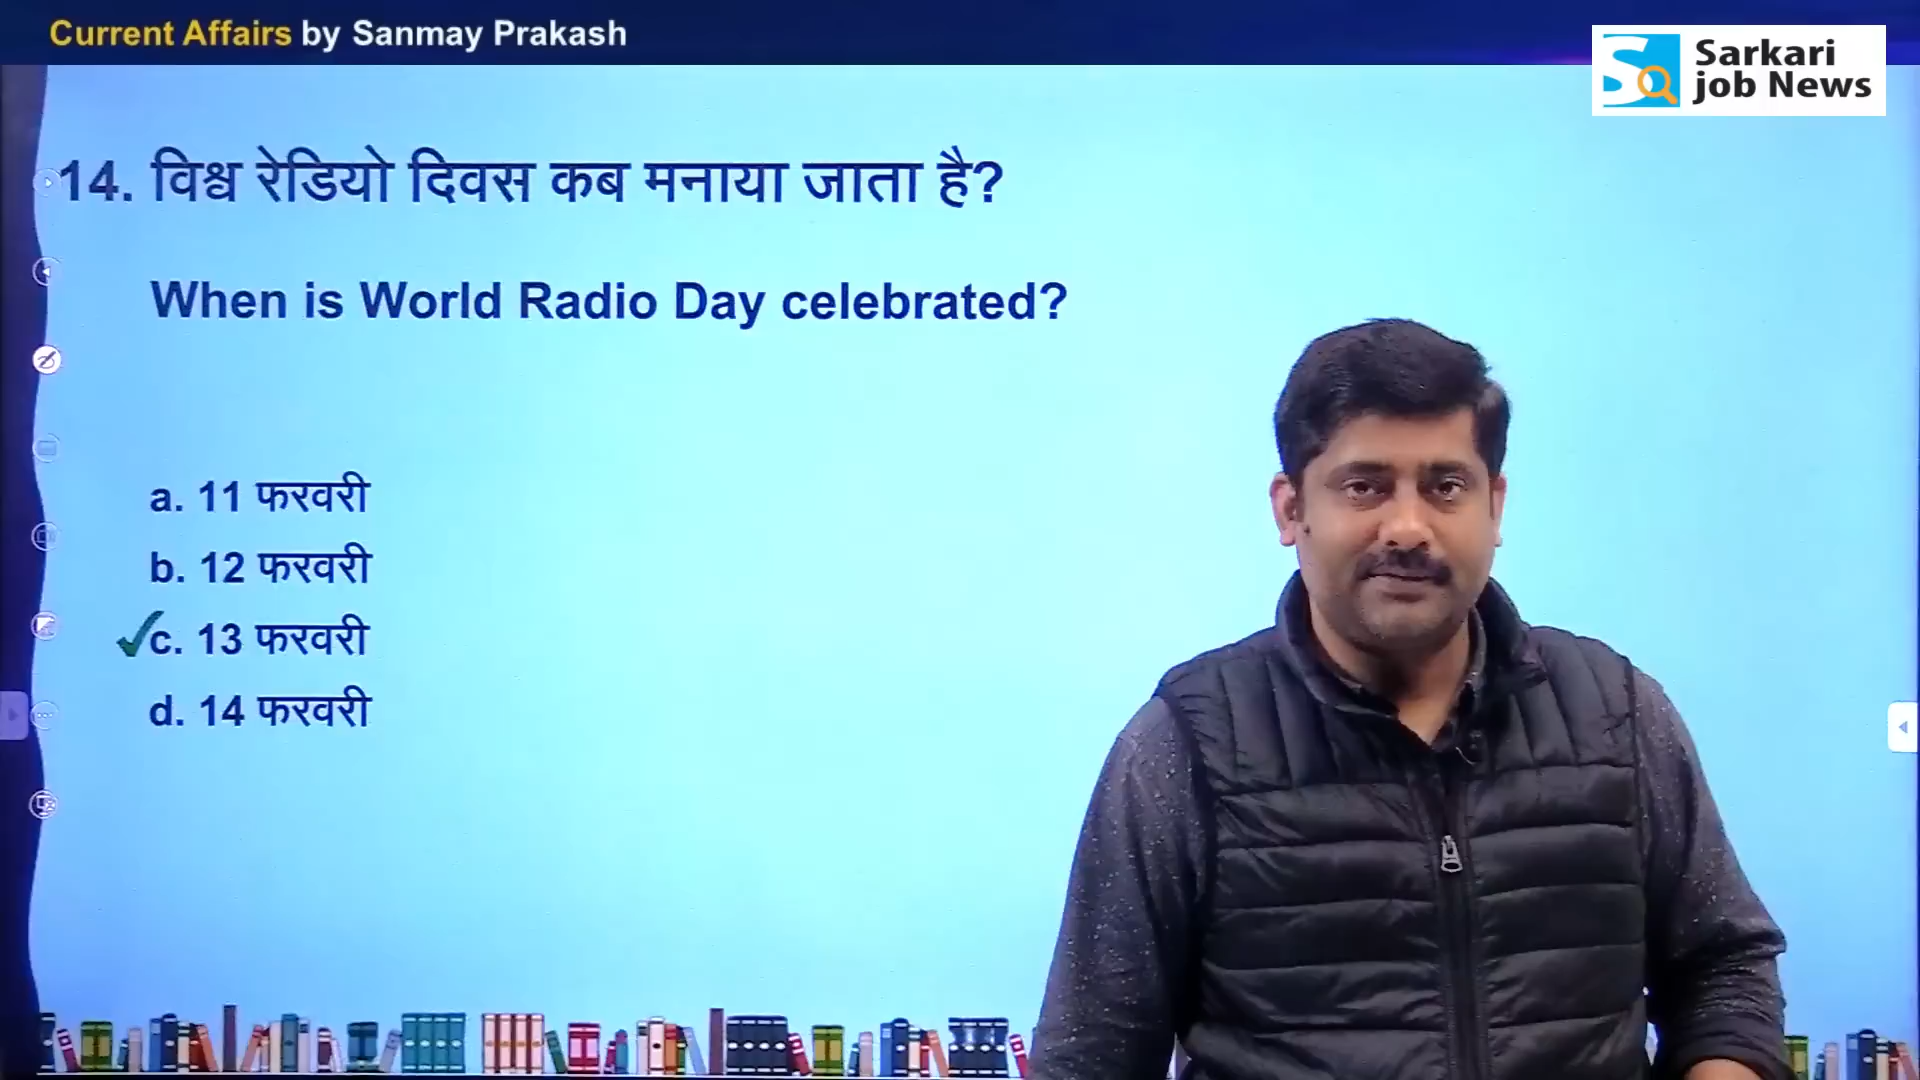 Current Affairs by Sanmay Prakash
Sarkari
job News
14. विश्व रेडियो दिवस कब मनाया जाता है?
When is World Radio Day celebrated?
a. 11 फरवरी
b. 12 फरवरी
c. 13 फरवरी
d. 14 फरवरी